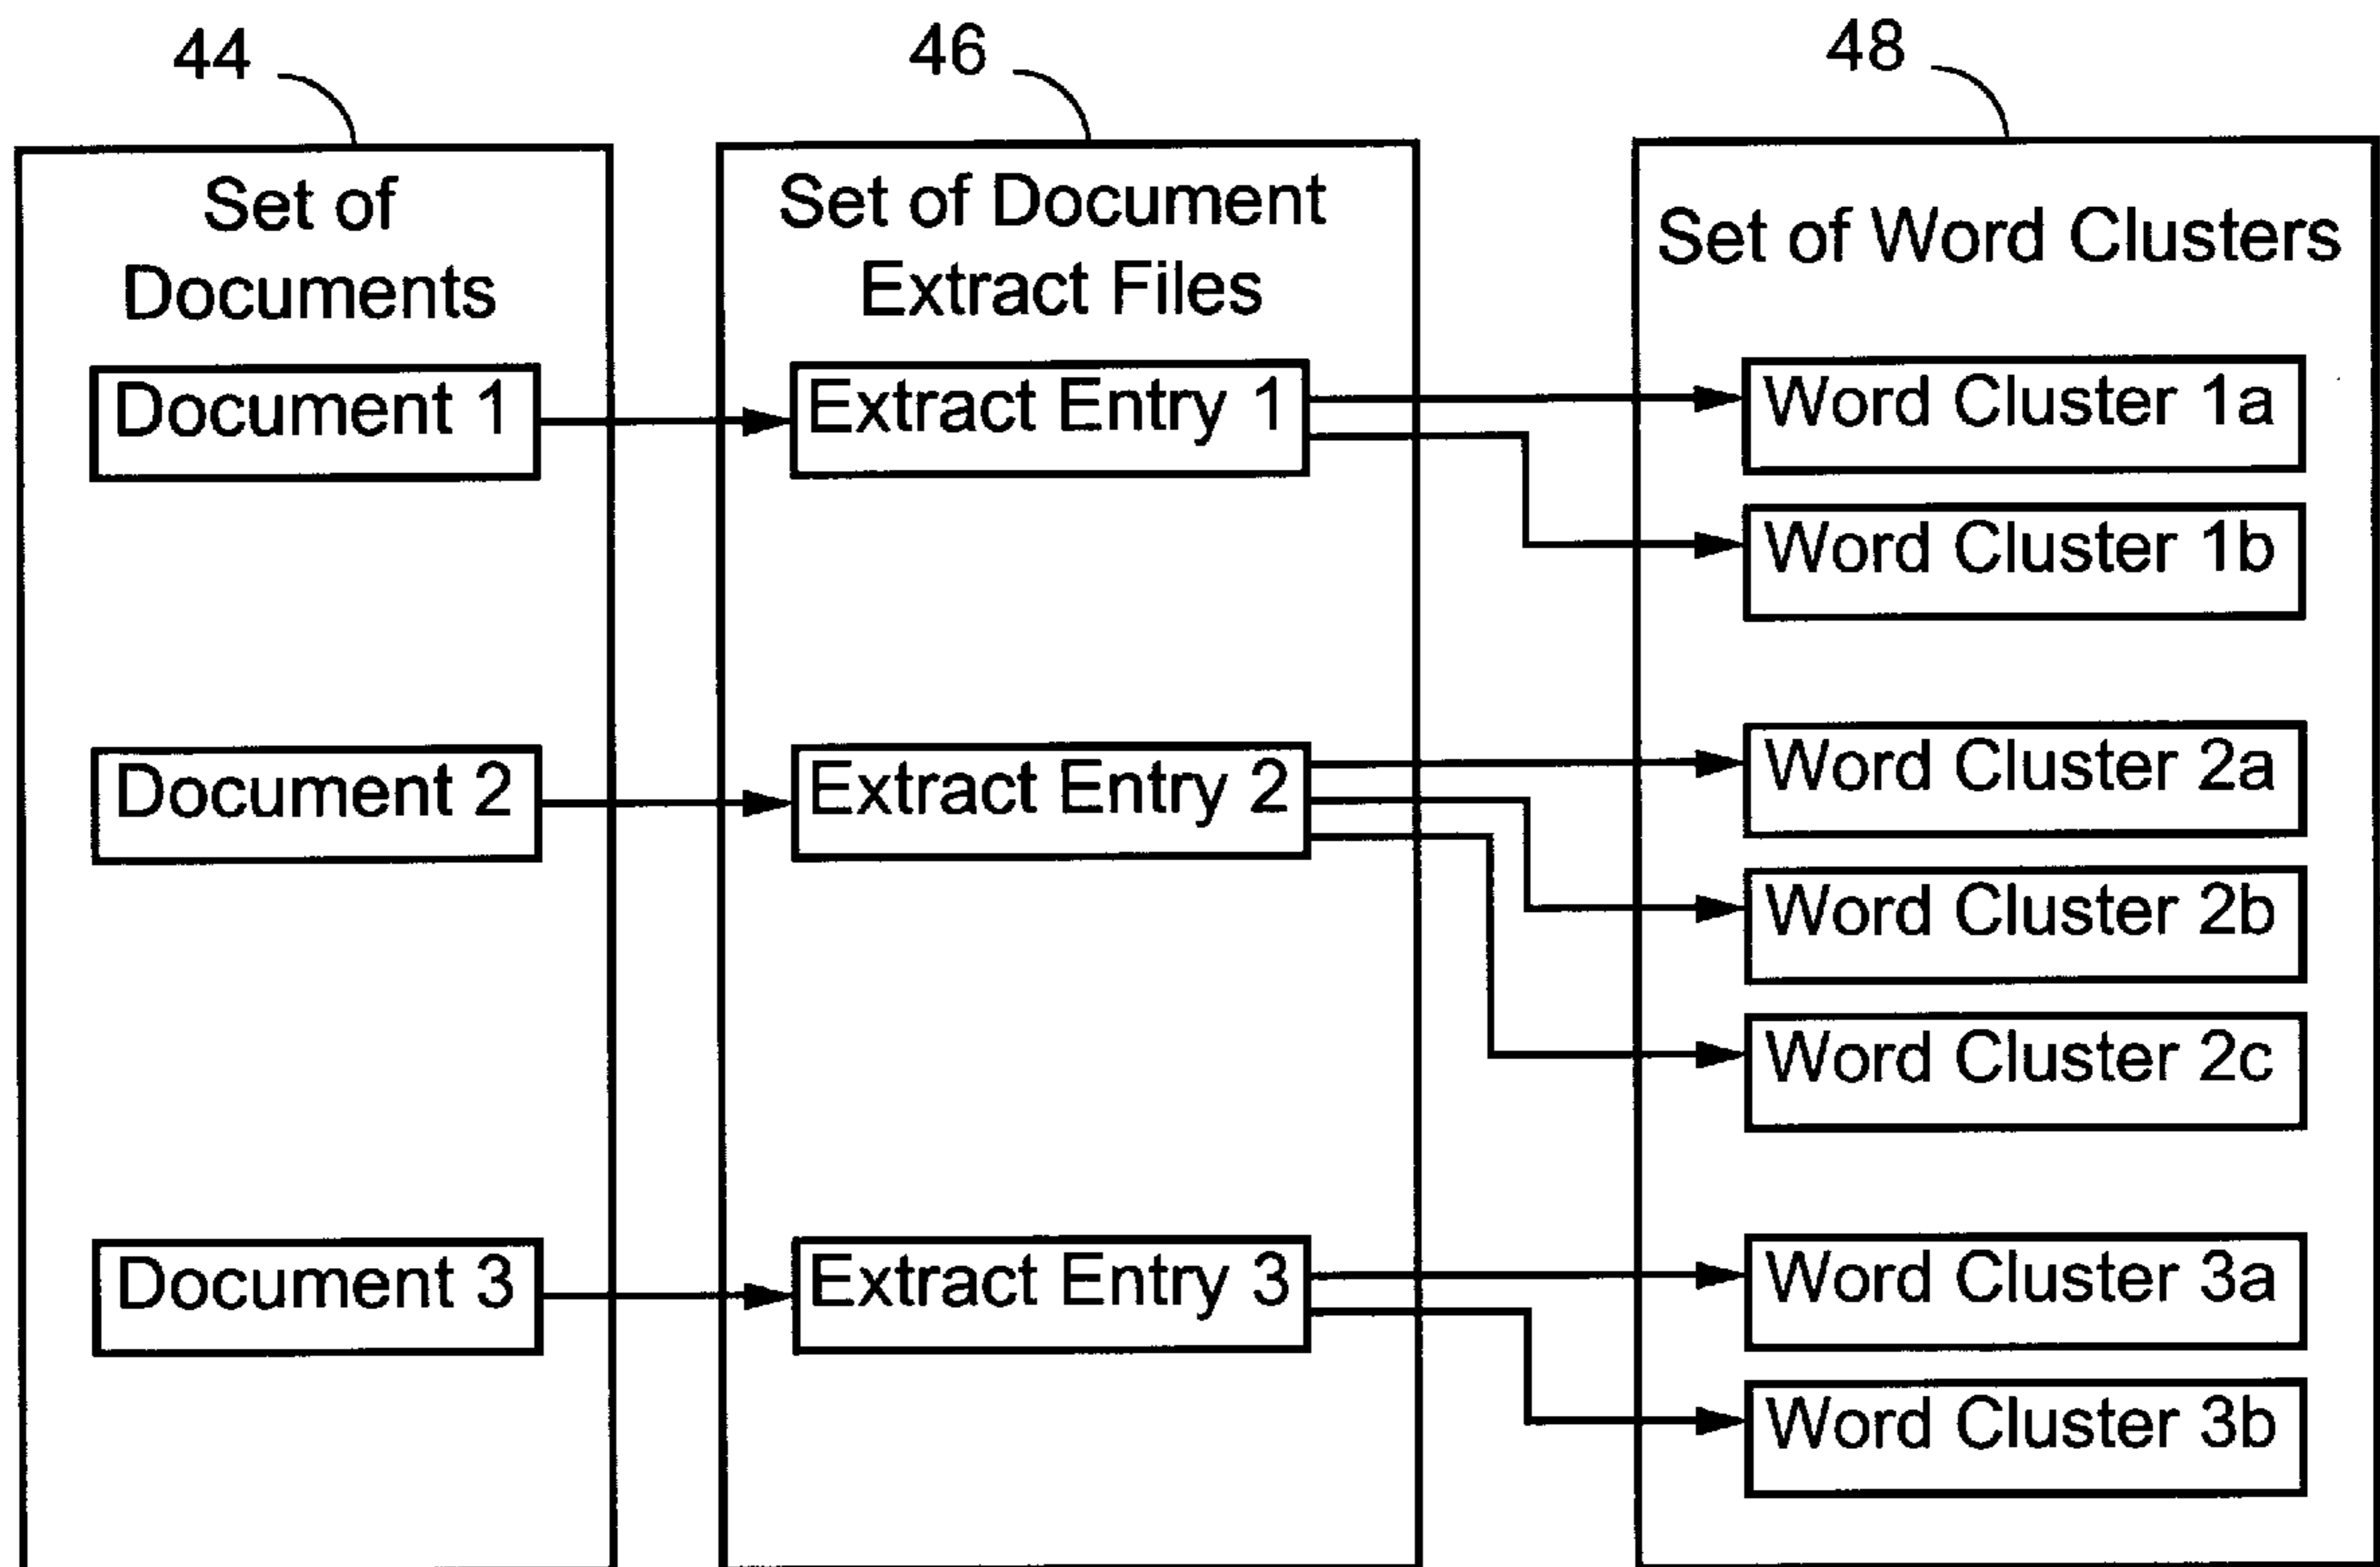 44
46
48
Set of
Documents
Set of Document
Extract Files
Set of Word Clusters
Document 1
Extract Entry 1
Word Cluster 1a
Word Cluster 1b
Document 2
Extract Entry 2
Word Cluster 2a
Word Cluster 2b
Word Cluster 2c
Document 3
Extract Entry 3
Word Cluster 3a
Word Cluster 3b